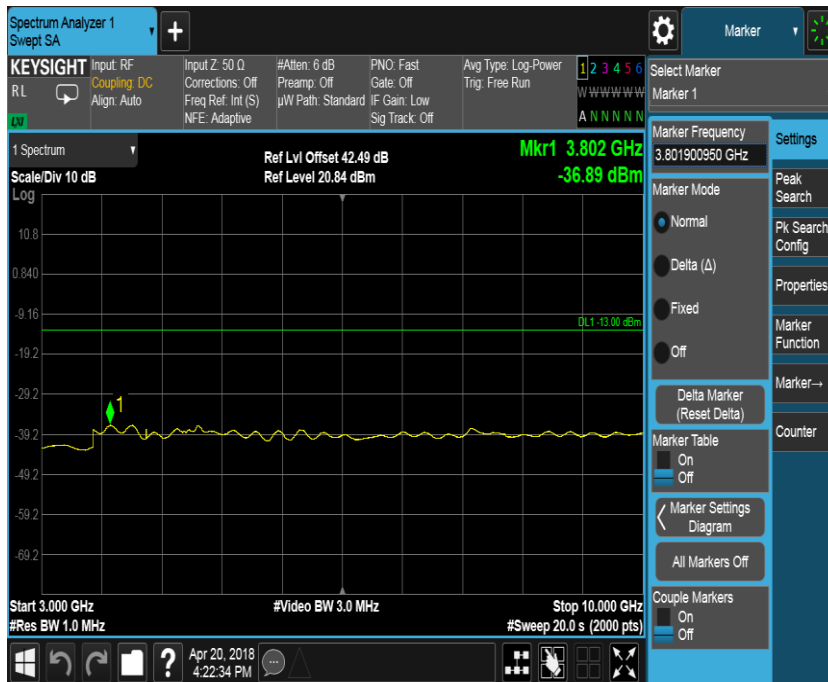 Spectrum Analyzer 1
Swept SA
+
Marker
KEYSIGHT
RL
LXI
Input: RF
Coupling: DC
Align: Auto
Input Z: 50 Ω
Corrections: Off
Freq Ref: Int (S)
NFE: Adaptive
#Atten: 6 dB
Preamp: Off
µW Path: Standard
PNO: Fast
Gate: Off
IF Gain: Low
Sig Track: Off
Avg Type: Log-Power
Trig: Free Run
1 2 3 4 5 6
W W W W W W
A N N N N N
Select Marker
Marker 1
1 Spectrum
Scale/Div 10 dB
Log
Ref Lvl Offset 42.49 dB
Ref Level 20.84 dBm
Mkr1 3.802 GHz
-36.89 dBm
10.8
0.840
-9.16
-19.2
-29.2
-39.2
-49.2
-59.2
-69.2
DL1 -13.00 dBm
1
Start 3.000 GHz
#Res BW 1.0 MHz
#Video BW 3.0 MHz
Stop 10.000 GHz
#Sweep 20.0 s (2000 pts)
Marker Frequency
3.801900950 GHz
Marker Mode
Normal
Delta (Δ)
Fixed
Off
Delta Marker
(Reset Delta)
Marker Table
On
Off
Marker Settings
Diagram
All Markers Off
Couple Markers
On
Off
Settings
Peak
Search
Pk Search
Config
Properties
Marker
Function
Marker→
Counter
?
Apr 20, 2018
4:22:34 PM